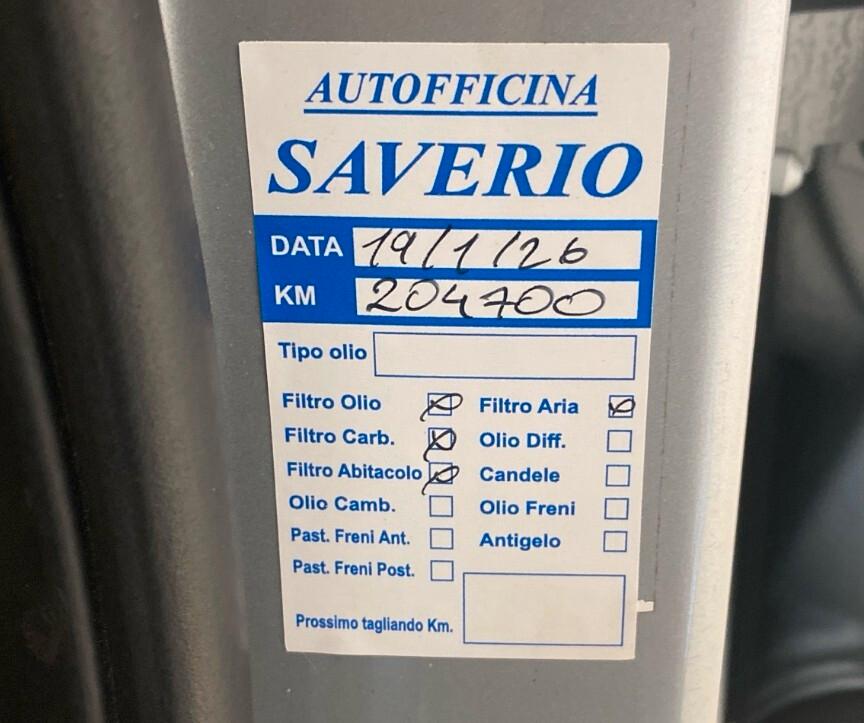 AUTOFFICINA
SAVERIO
DATA 19/1/26
KM 204700
Tipo olio
Filtro Olio Filtro Aria
Filtro Carb. Olio Diff.
Filtro Abitacolo Candele
Olio Camb. Olio Freni
Past. Freni Ant. Antigelo
Past. Freni Post.
Prossimo tagliando Km.